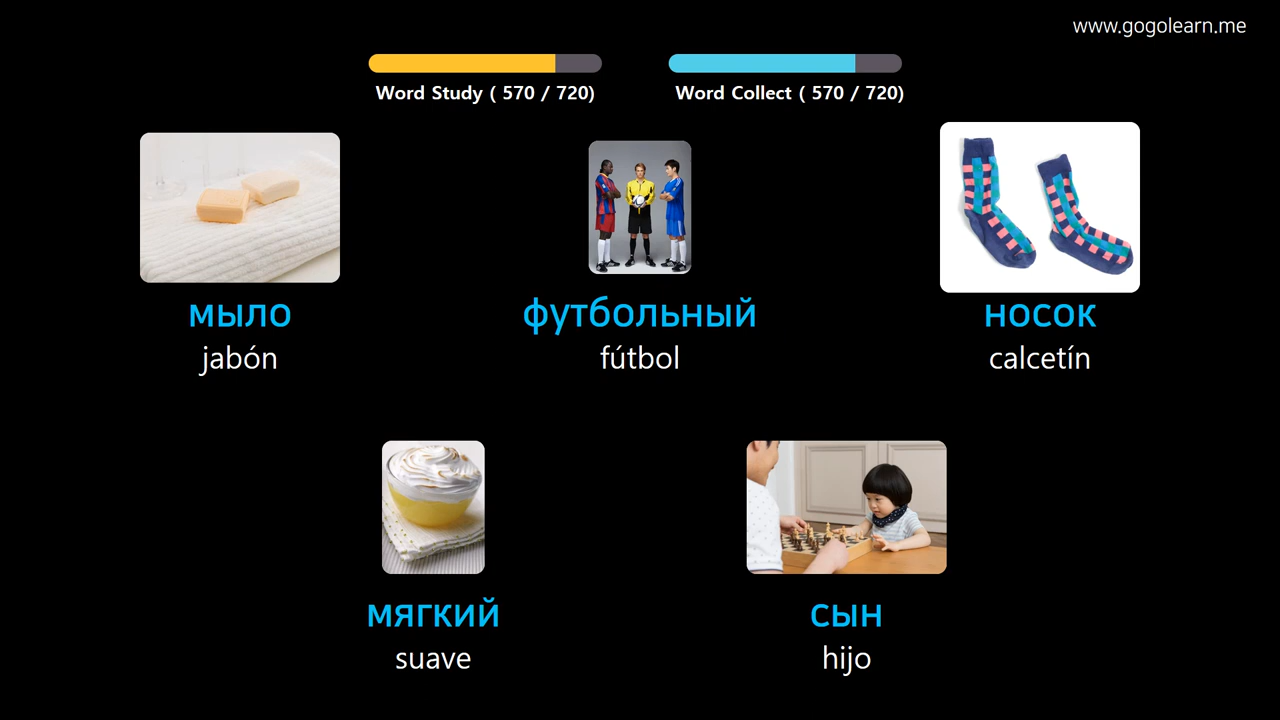 www.gogolearn.me
Word Study ( 570 / 720)
Word Collect ( 570 / 720)
мыло
jabón
футбольный
fútbol
носок
calcetín
мягкий
suave
сын
hijo